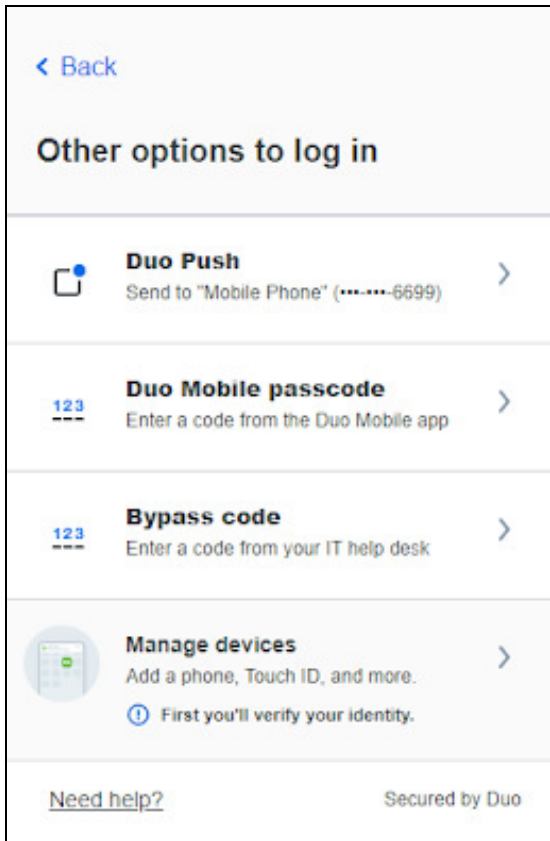 Back
Other options to log in
Duo Push
Send to "Mobile Phone" (•••-•••-6699)
123
Duo Mobile passcode
Enter a code from the Duo Mobile app
123
Bypass code
Enter a code from your IT help desk
Manage devices
Add a phone, Touch ID, and more.
First you'll verify your identity.
Need help?
Secured by Duo